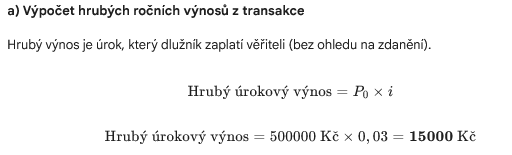 a) Výpočet hrubých ročních výnosů z transakce
Hrubý výnos je úrok, který dlužník zaplatí věřiteli (bez ohledu na zdanění).
Hrubý úrokový výnos = P₀ × i
Hrubý úrokový výnos = 500000 Kč × 0,03 = 15000 Kč